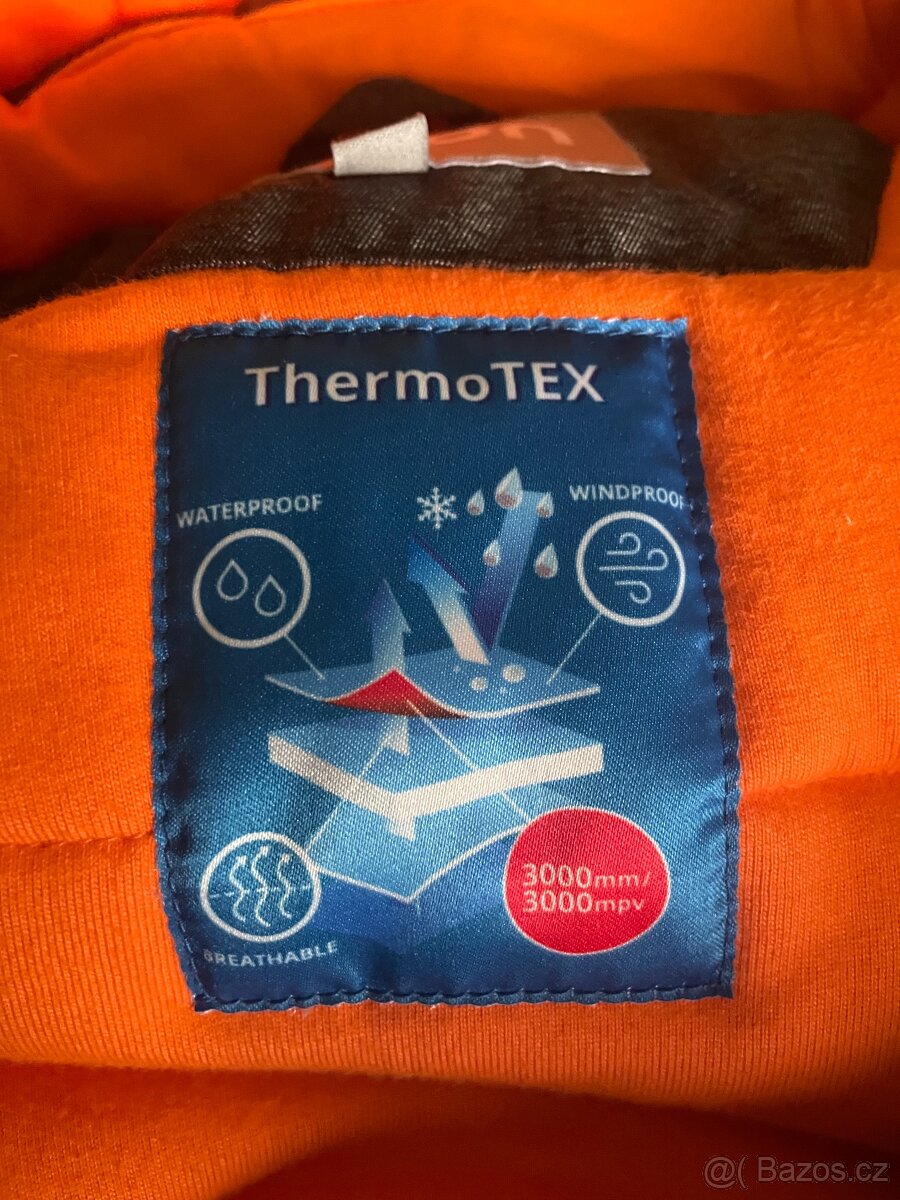 ThermoTEX
WATERPROOF
WINDPROOF
3000mm/
3000mpv
BREATHABLE
@( Bazos.cz